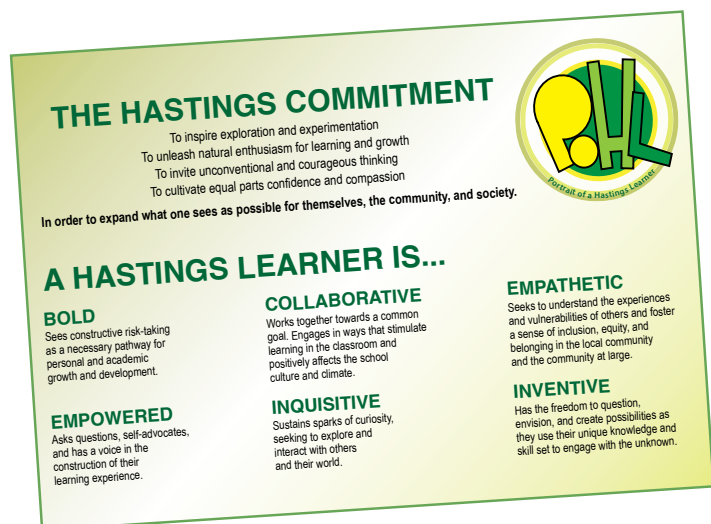 THE HASTINGS COMMITMENT
To inspire exploration and experimentation
To unleash natural enthusiasm for learning and growth
To invite unconventional and courageous thinking
To cultivate equal parts confidence and compassion
In order to expand what one sees as possible for themselves, the community, and society.
P.HL
Portrait of a Hastings Learner
A HASTINGS LEARNER IS...
BOLD
Sees constructive risk-taking
as a necessary pathway for
personal and academic
growth and development.
COLLABORATIVE
Works together towards a common
goal. Engages in ways that stimulate
learning in the classroom and
positively affects the school
culture and climate.
EMPATHETIC
Seeks to understand the experiences
and vulnerabilities of others and foster
a sense of inclusion, equity, and
belonging in the local community
and the community at large.
EMPOWERED
Asks questions, self-advocates,
and has a voice in the
construction of their
learning experience.
INQUISITIVE
Sustains sparks of curiosity,
seeking to explore and
interact with others
and their world.
INVENTIVE
Has the freedom to question,
envision, and create possibilities as
they use their unique knowledge and
skill set to engage with the unknown.